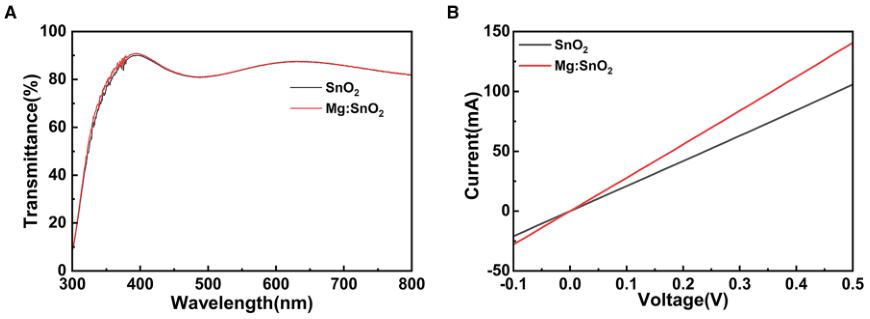 A
Transmittance(%)
100
80
60
40
20
0
SnO₂
Mg:SnO₂
300
400
500
600
700
800
Wavelength(nm)
B
Current(mA)
150
100
50
0
-50
SnO₂
Mg:SnO₂
-0.1
0.0
0.1
0.2
0.3
0.4
0.5
Voltage(V)